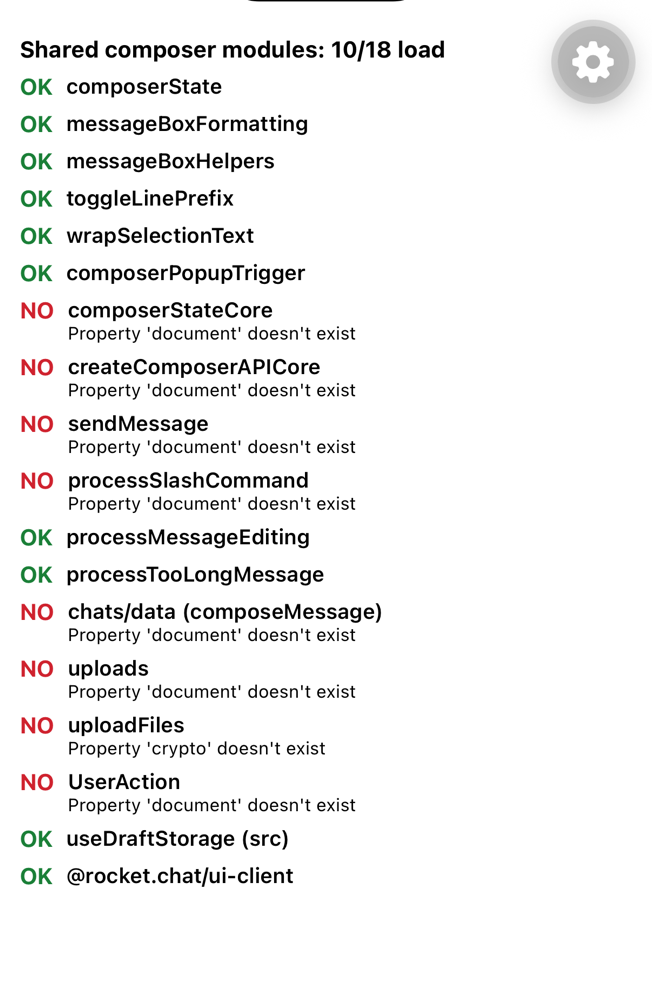 Shared composer modules: 10/18 load
OK composerState
OK messageBoxFormatting
OK messageBoxHelpers
OK toggleLinePrefix
OK wrapSelectionText
OK composerPopupTrigger
NO composerStateCore
Property 'document' doesn't exist
NO createComposerAPICore
Property 'document' doesn't exist
NO sendMessage
Property 'document' doesn't exist
NO processSlashCommand
Property 'document' doesn't exist
OK processMessageEditing
OK processTooLongMessage
NO chats/data (composeMessage)
Property 'document' doesn't exist
NO uploads
Property 'document' doesn't exist
NO uploadFiles
Property 'crypto' doesn't exist
NO UserAction
Property 'document' doesn't exist
OK useDraftStorage (src)
OK @rocket.chat/ui-client